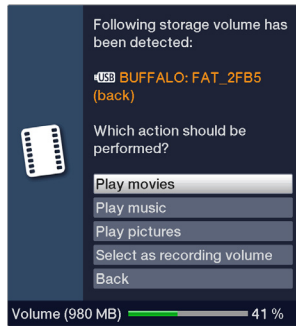 Following storage volume has
been detected:
USB BUFFALO: FAT_2FB5
(back)
Which action should be
performed?
Play movies
Play music
Play pictures
Select as recording volume
Back
Volume (980 MB) 41 %